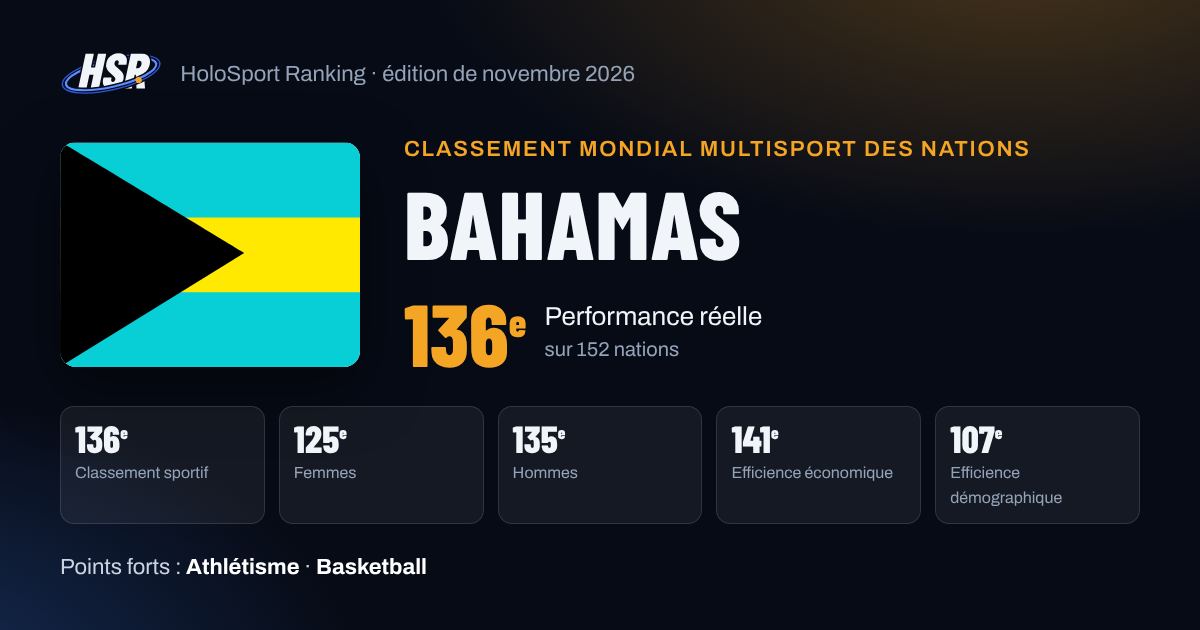 HSR
HoloSport Ranking · édition de novembre 2026
CLASSEMENT MONDIAL MULTISPORT DES NATIONS
BAHAMAS
136e
Performance réelle
sur 152 nations
136e
Classement sportif
125e
Femmes
135e
Hommes
141e
Efficience économique
107e
Efficience
démographique
Points forts : Athlétisme · Basketball